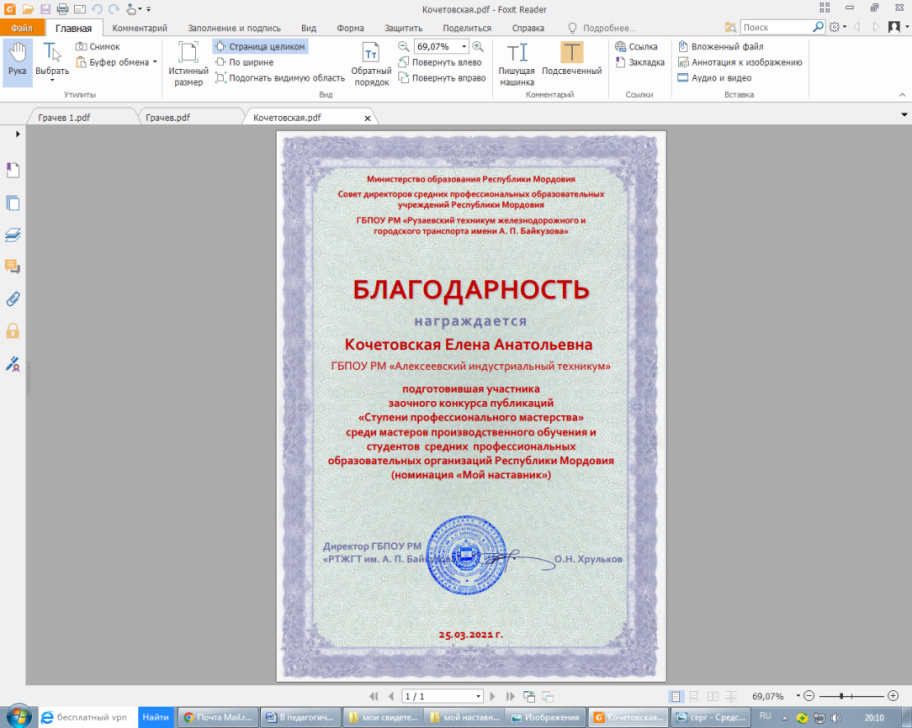 Кочетовская.pdf - Foxit Reader
Файл Главная Комментарий Заполнение и подпись Вид Форма Защитить Поделиться Справка Подробнее... Поиск
Рука Выбрать Снимок Буфер обмена
Утилиты
Истинный размер Страница целиком По ширине Подогнать видимую область
Обратный порядок 69,07% Повернуть влево Повернуть вправо
Вид
Пишущая машинка Подсвеченный
Комментарий
Ссылка Закладка
Ссылки
Вложенный файл Аннотация к изображению Аудио и видео
Вставка
Грачев 1.pdf Грачев.pdf Кочетовская.pdf
Министерство образования Республики Мордовия
Совет директоров средних профессиональных образовательных
учреждений Республики Мордовия
ГБПОУ РМ «Рузаевский техникум железнодорожного и
городского транспорта имени А. П. Байкузова»
БЛАГОДАРНОСТЬ
награждается
Кочетовская Елена Анатольевна
ГБПОУ РМ «Алексеевский индустриальный техникум»
подготовившая участника
заочного конкурса публикаций
«Ступени профессионального мастерства»
среди мастеров производственного обучения и
студентов средних профессиональных
образовательных организаций Республики Мордовия
(номинация «Мой наставник»)
Директор ГБПОУ РМ
«РТЖГТ им. А. П. Байкузова» О.Н. Хрульков
25.03.2021 г.
1 / 1 69,07%
бесплатный vpn Найти Почта Mail.r... В педагогич... мои свидете... мой наставн... Изображения Кочетовская.... серг - Средс... RU 20:10